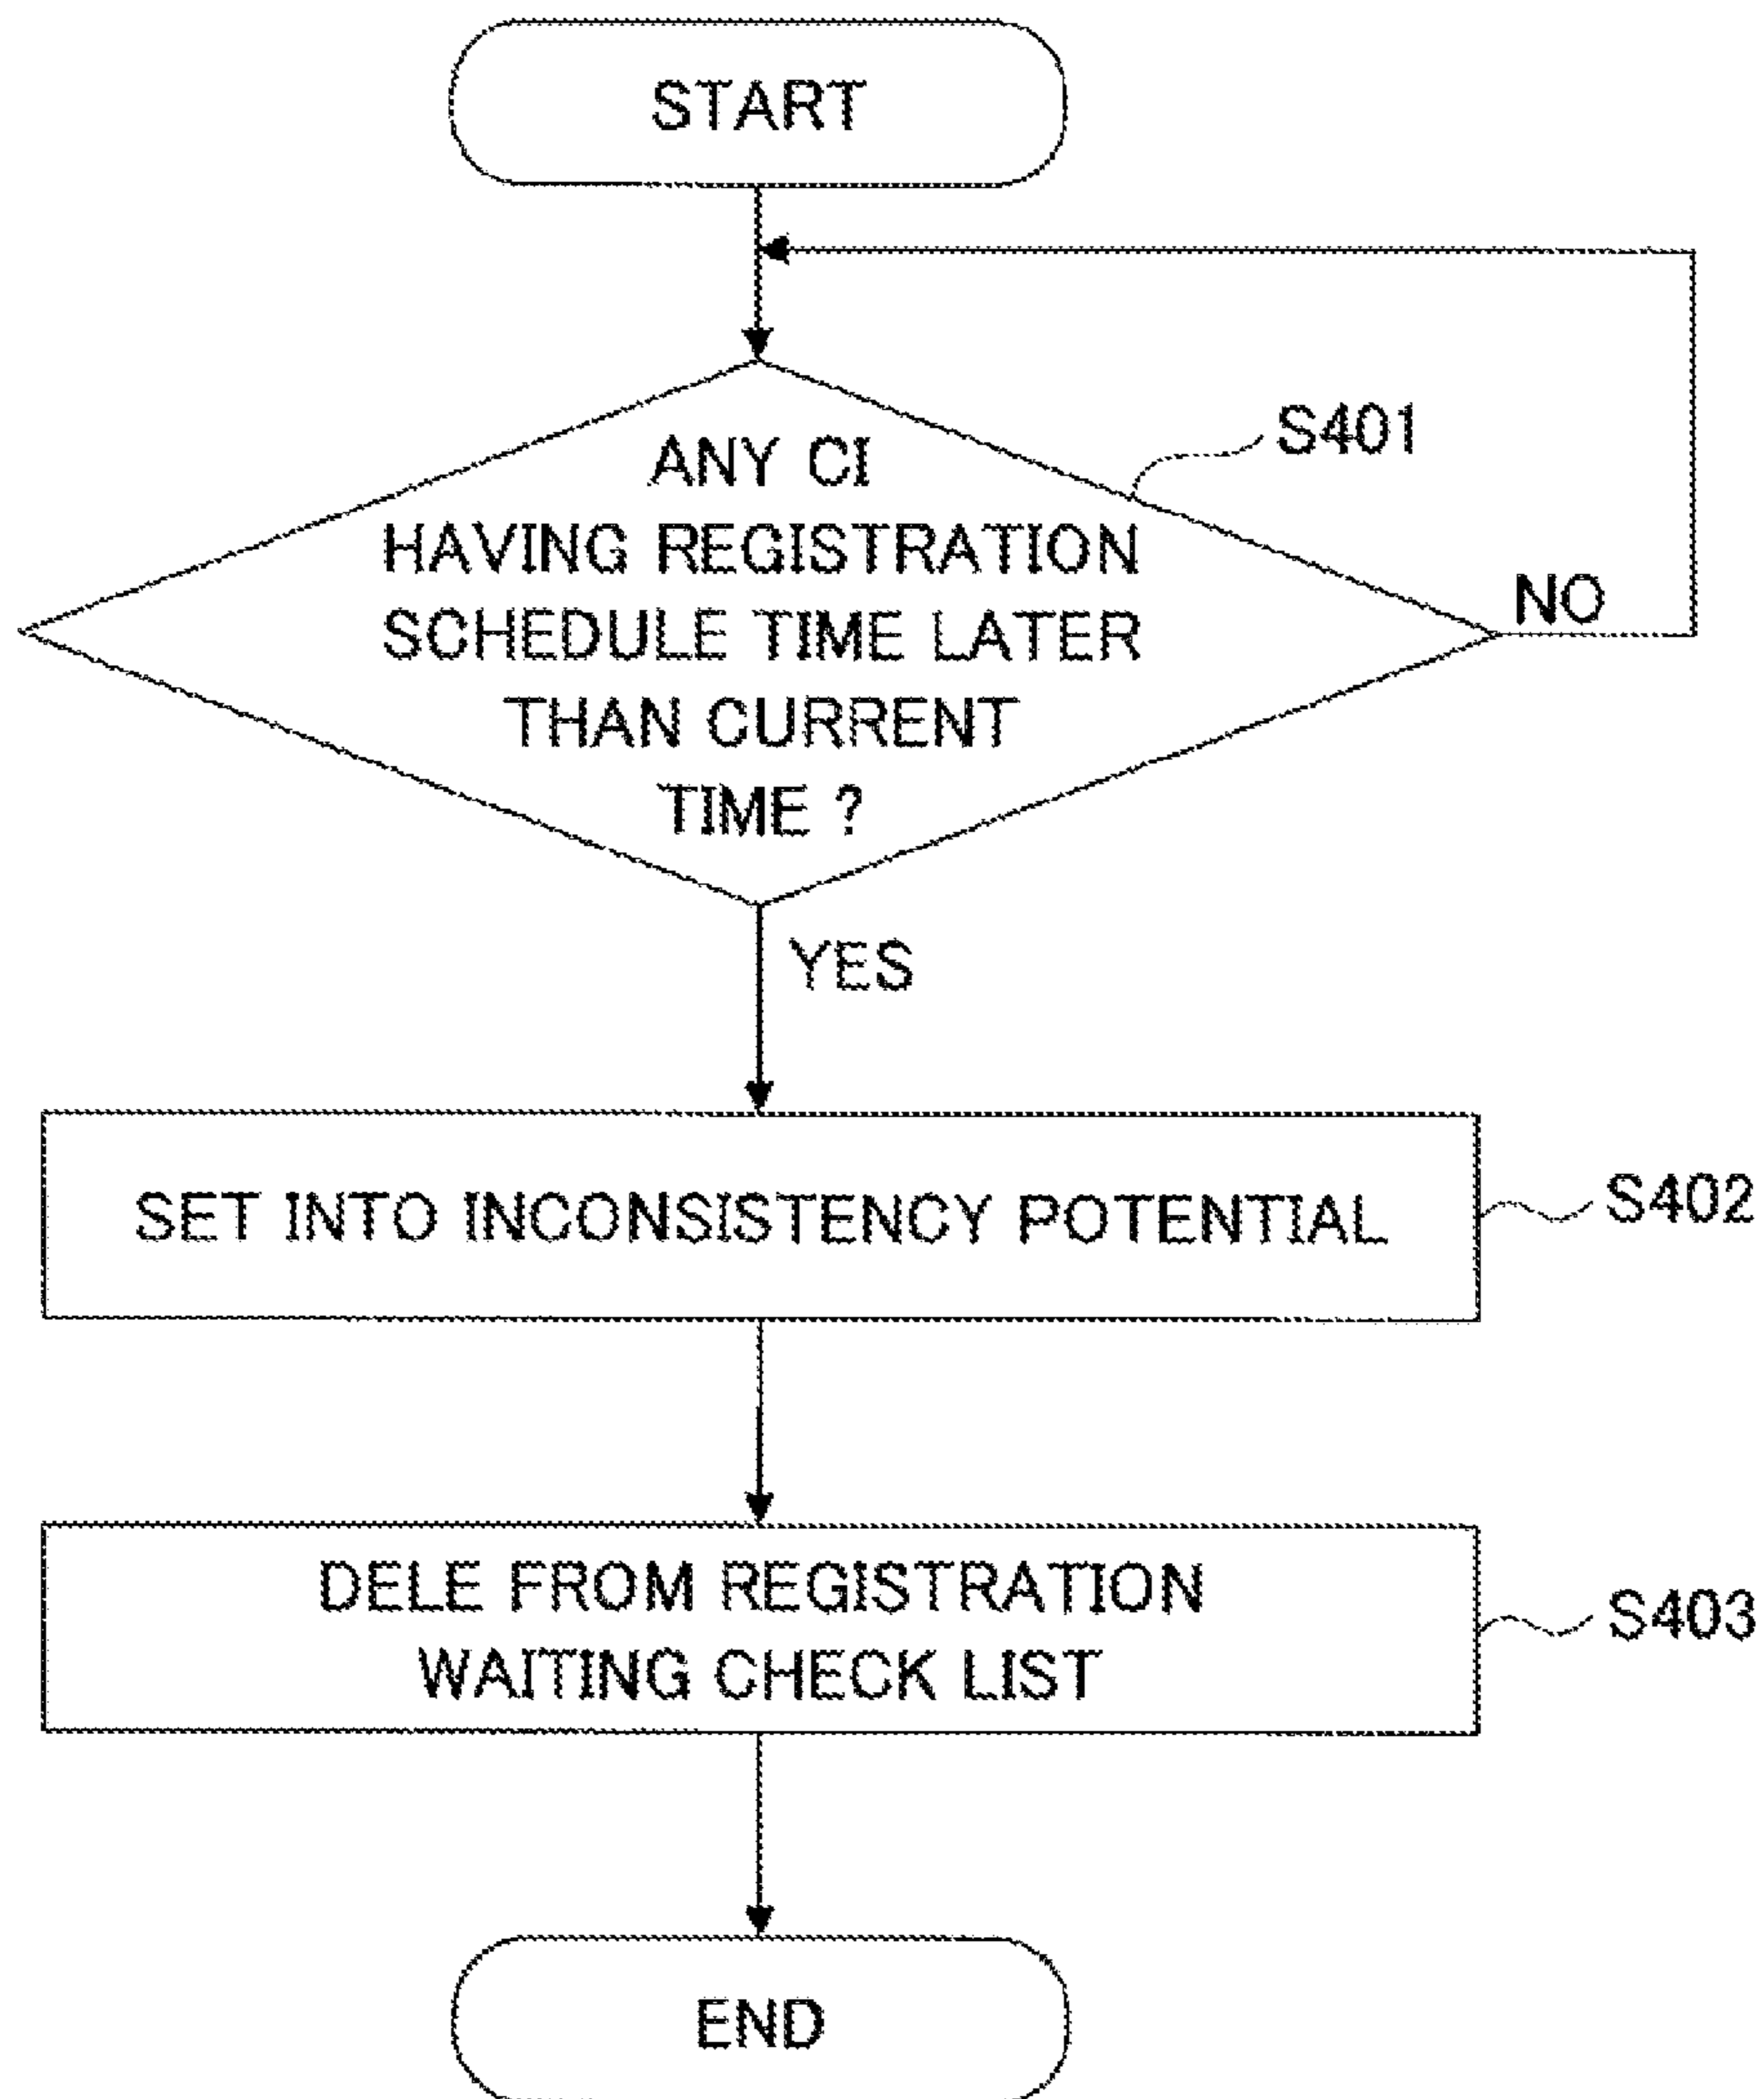 START
ANY CI
HAVING REGISTRATION
SCHEDULE TIME LATER
THAN CURRENT
TIME ?
S401
NO
YES
SET INTO INCONSISTENCY POTENTIAL
S402
DELE FROM REGISTRATION
WAITING CHECK LIST
S403
END